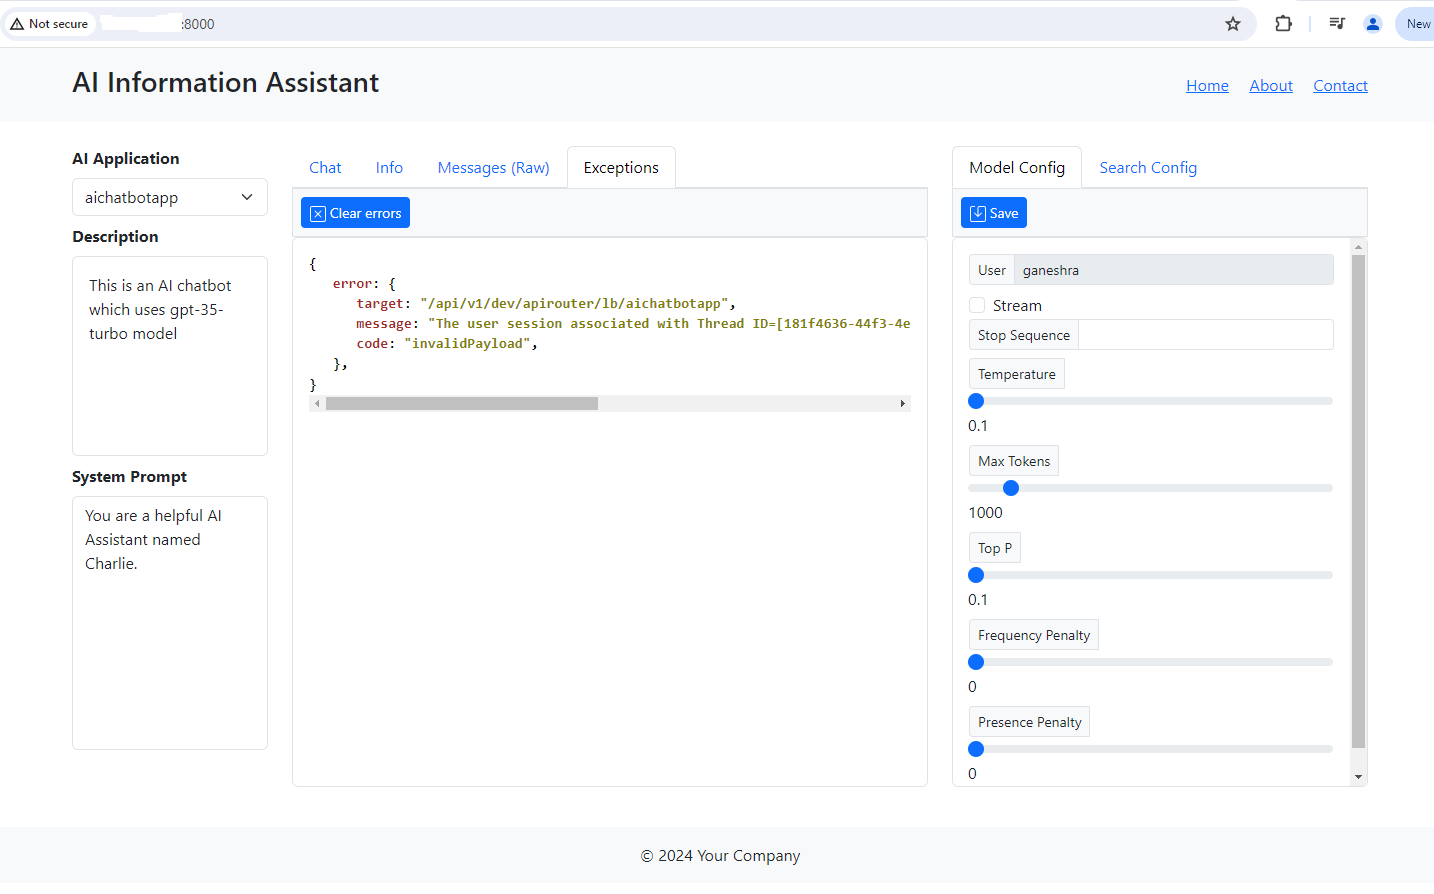 Not secure
:8000
New
AI Information Assistant
Home
About
Contact
AI Application
aichatbotapp
Description
This is an AI chatbot
which uses gpt-35-
turbo model
System Prompt
You are a helpful AI
Assistant named
Charlie.
Chat
Info
Messages (Raw)
Exceptions
Clear errors
{
error: {
target: "/api/v1/dev/apirouter/lb/aichatbotapp",
message: "The user session associated with Thread ID=[181f4636-44f3-4e
code: "invalidPayload",
},
}
Model Config
Search Config
Save
User
ganeshra
Stream
Stop Sequence
Temperature
0.1
Max Tokens
1000
Top P
0.1
Frequency Penalty
0
Presence Penalty
0
© 2024 Your Company